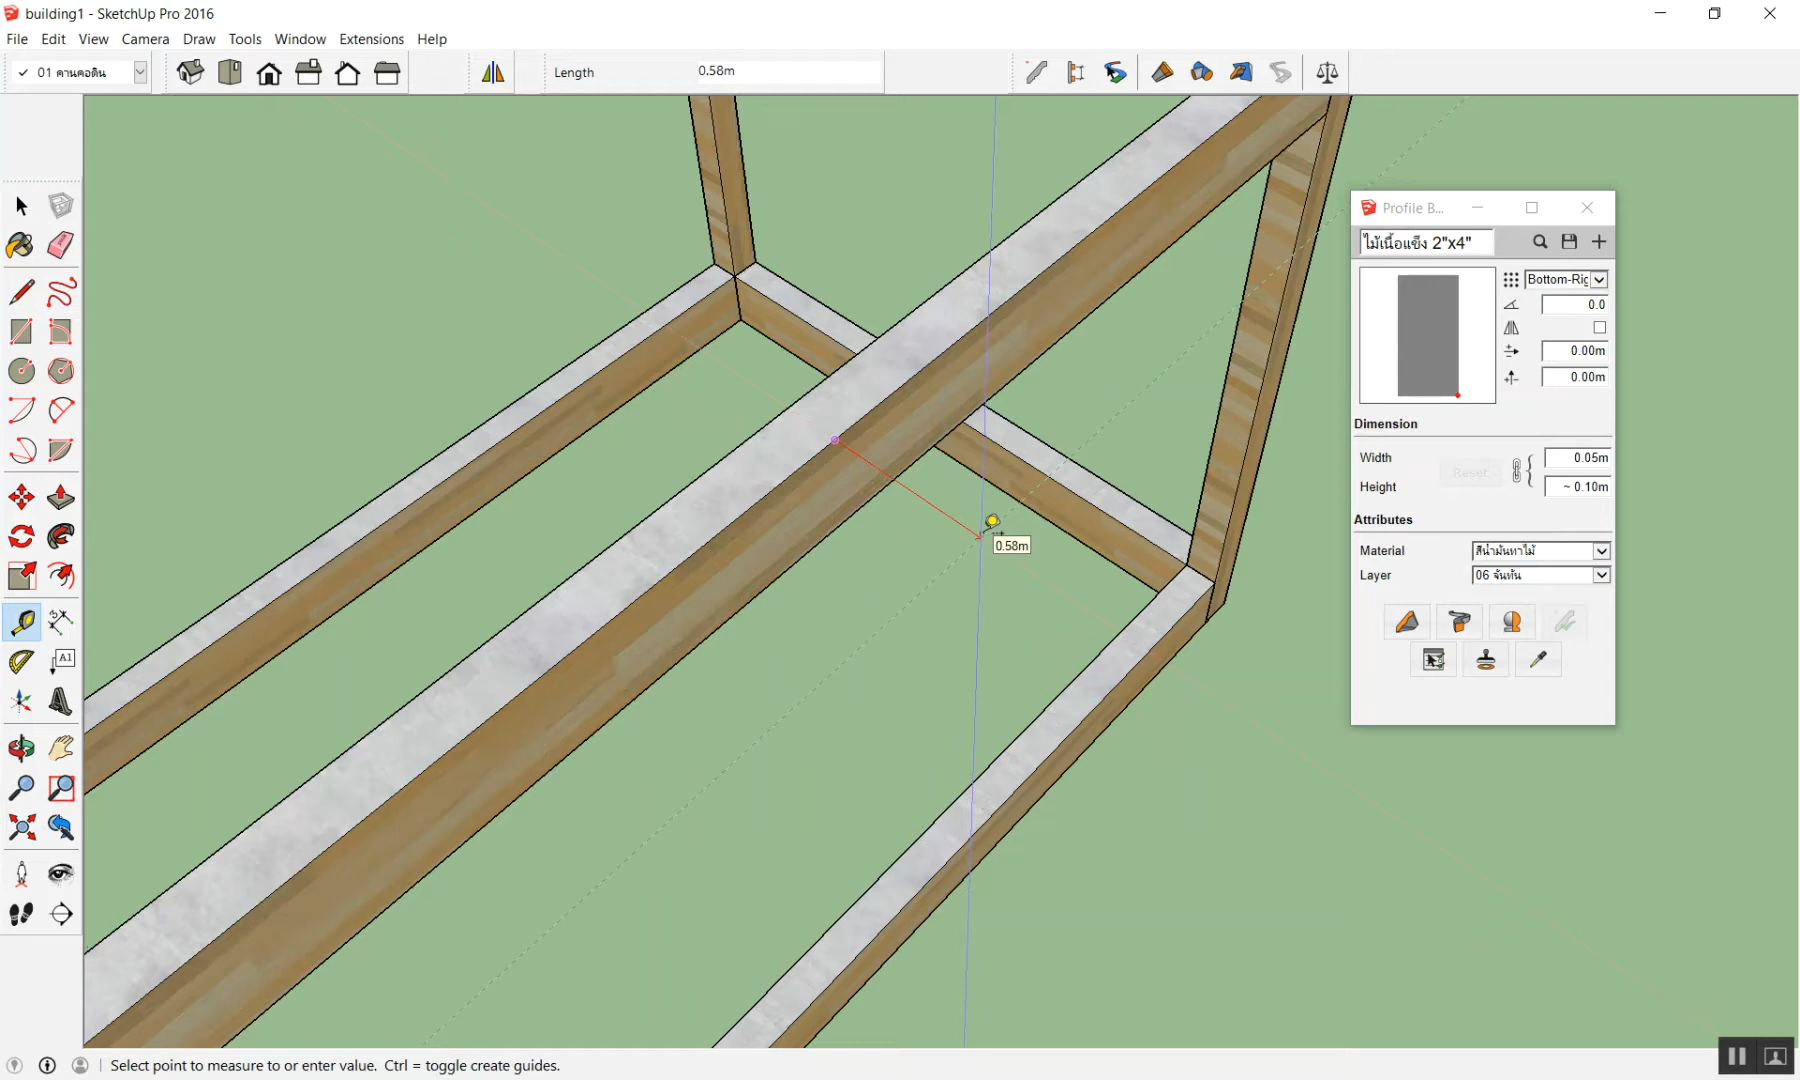 building1 - SketchUp Pro 2016
File Edit View Camera Draw Tools Window Extensions Help
01 คานคอดิน
Length 0.58m
Profile B...
ไม้เนื้อแข็ง 2"x4"
Bottom-Rig
0.0
0.00m
0.00m
Dimension
Width 0.05m
Reset
Height ~ 0.10m
Attributes
Material สีน้ำมันทาไม้
Layer 06 จันทัน
0.58m
A1
Select point to measure to or enter value. Ctrl = toggle create guides.